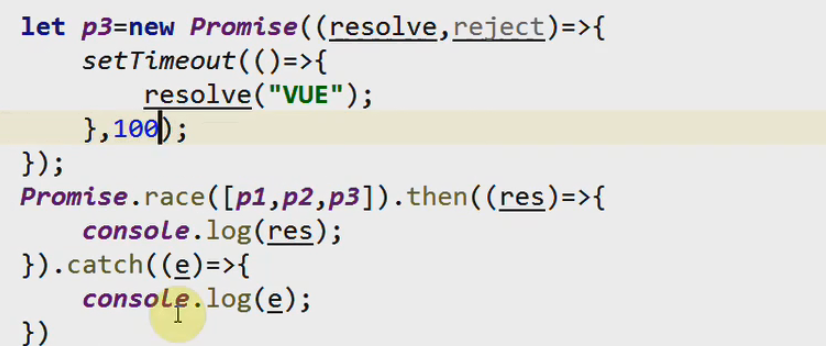 let p3=new Promise((resolve,reject)=>{
    setTimeout(()=>{
        resolve("VUE");
    },100);
});
Promise.race([p1,p2,p3]).then((res)=>{
    console.log(res);
}).catch((e)=>{
    console.log(e);
})